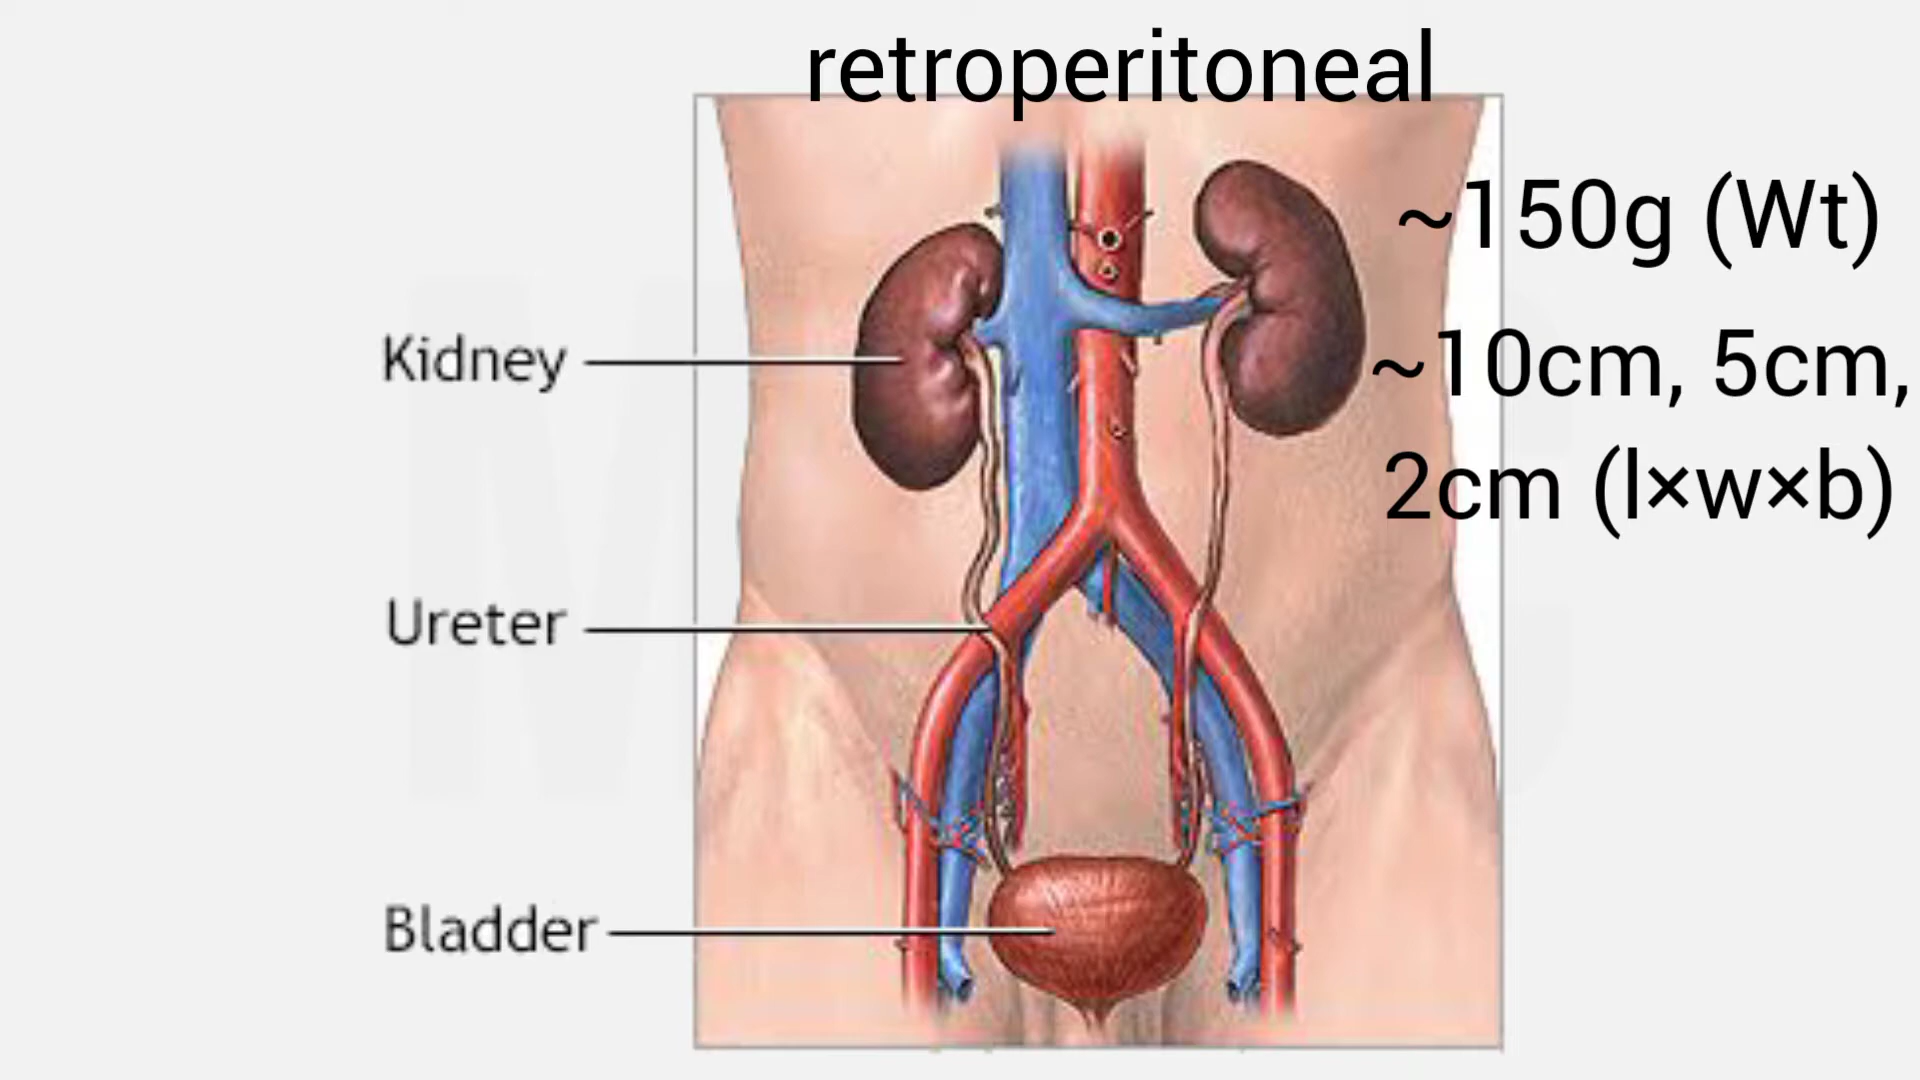 retroperitoneal
~150g (Wt)
Kidney
~10cm, 5cm,
2cm (l×w×b)
Ureter
Bladder